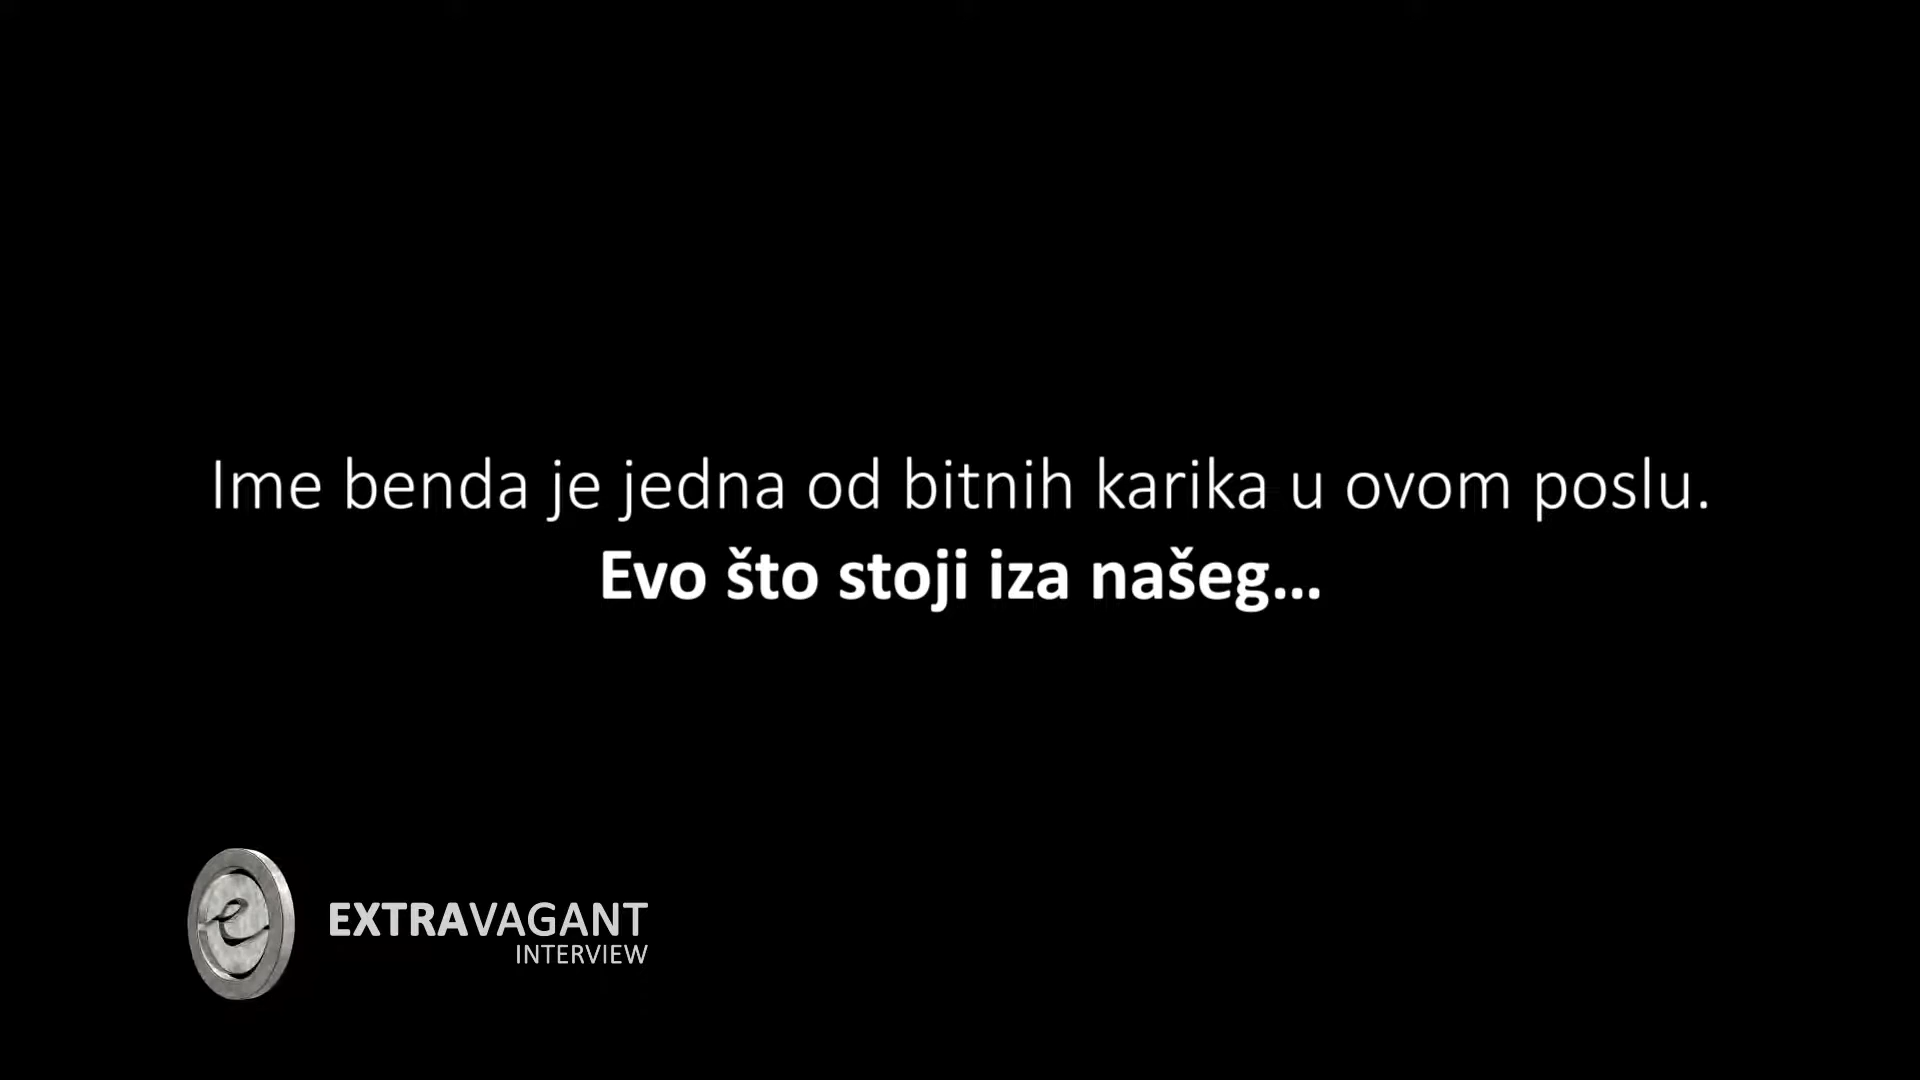 Ime benda je jedna od bitnih karika u ovom poslu.
Evo što stoji iza našeg...
e
EXTRAVAGANT
INTERVIEW